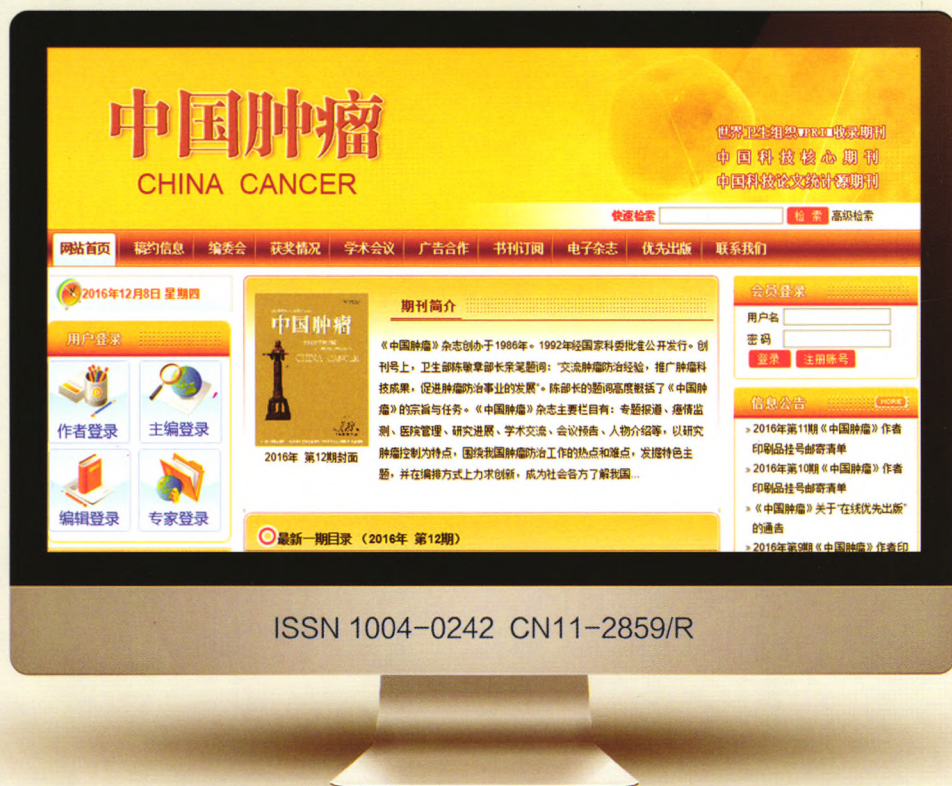 中国肿瘤
CHINA CANCER
世界卫生组织WPRIM收录期刊
中国科技核心期刊
中国科技论文统计源期刊
快速检索 检索 高级检索
网站首页 稿约信息 编委会 获奖情况 学术会议 广告合作 书刊订阅 电子杂志 优先出版 联系我们
2016年12月8日 星期四
用户登录
作者登录 主编登录
编辑登录 专家登录
中国肿瘤
CHINA CANCER
2016年 第12期封面
期刊简介
《中国肿瘤》杂志创办于1986年。1992年经国家科委批准公开发行。创
刊号上，卫生部陈敏章部长亲笔题词："交流肿瘤防治经验，推广肿瘤科
技成果，促进肿瘤防治事业的发展"。陈部长的题词高度概括了《中国肿
瘤》的宗旨与任务。《中国肿瘤》杂志主要栏目有：专题报道、癌情监
测、医院管理、研究进展、学术交流、会议预告、人物介绍等，以研究
肿瘤控制为特点，围绕我国肿瘤防治工作的热点和难点，发掘特色主
题，并在编排方式上力求创新，成为社会各方了解我国...
最新一期目录 （2016年 第12期）
会员登录
用户名
密码
登录 注册账号
信息公告 MORE
» 2016年第11期《中国肿瘤》作者
印刷品挂号邮寄清单
» 2016年第10期《中国肿瘤》作者
印刷品挂号邮寄清单
» 《中国肿瘤》关于"在线优先出版"
的通告
» 2016年第9期《中国肿瘤》作者印
ISSN 1004-0242 CN11-2859/R